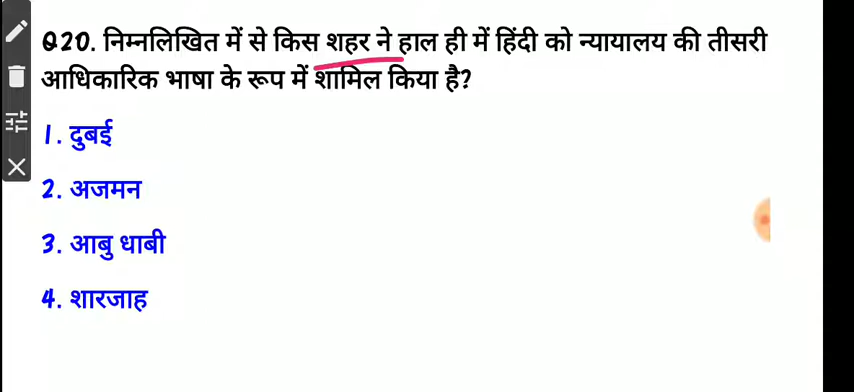 Q20. निम्नलिखित में से किस शहर ने हाल ही में हिंदी को न्यायालय की तीसरी
आधिकारिक भाषा के रूप में शामिल किया है?
1. दुबई
2. अजमन
3. आबु धाबी
4. शारजाह